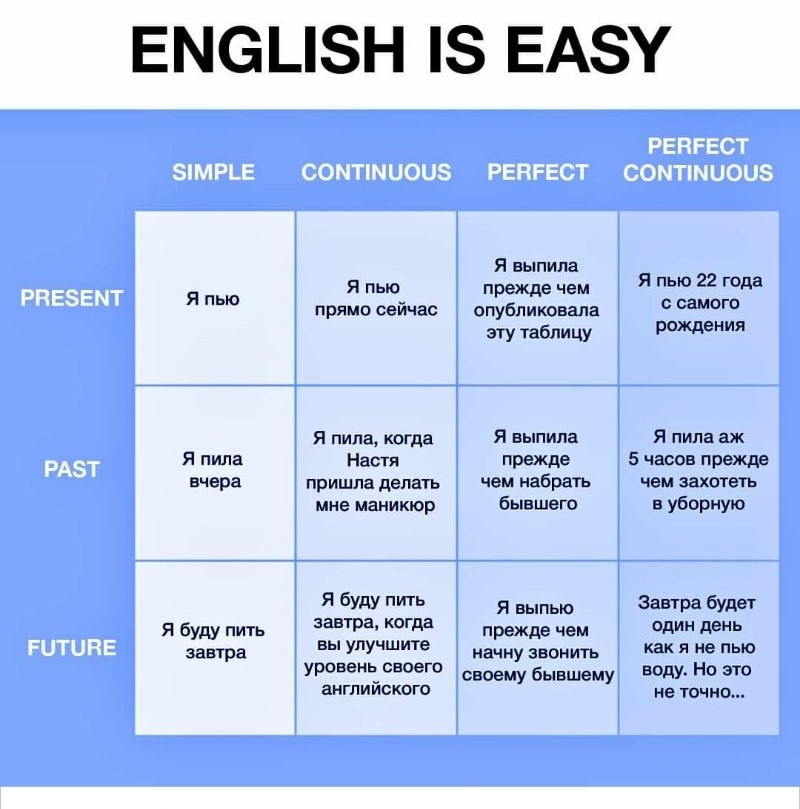 ENGLISH IS EASY
SIMPLE
CONTINUOUS
PERFECT
PERFECT
CONTINUOUS
PRESENT
Я пью
Я пью
прямо сейчас
Я выпила
прежде чем
опубликовала
эту таблицу
Я пью 22 года
с самого
рождения
PAST
Я пила
вчера
Я пила, когда
Настя
пришла делать
мне маникюр
Я выпила
прежде
чем набрать
бывшего
Я пила аж
5 часов прежде
чем захотеть
в уборную
FUTURE
Я буду пить
завтра
Я буду пить
завтра, когда
вы улучшите
уровень своего
английского
Я выпью
прежде чем
начну звонить
своему бывшему
Завтра будет
один день
как я не пью
воду. Но это
не точно...